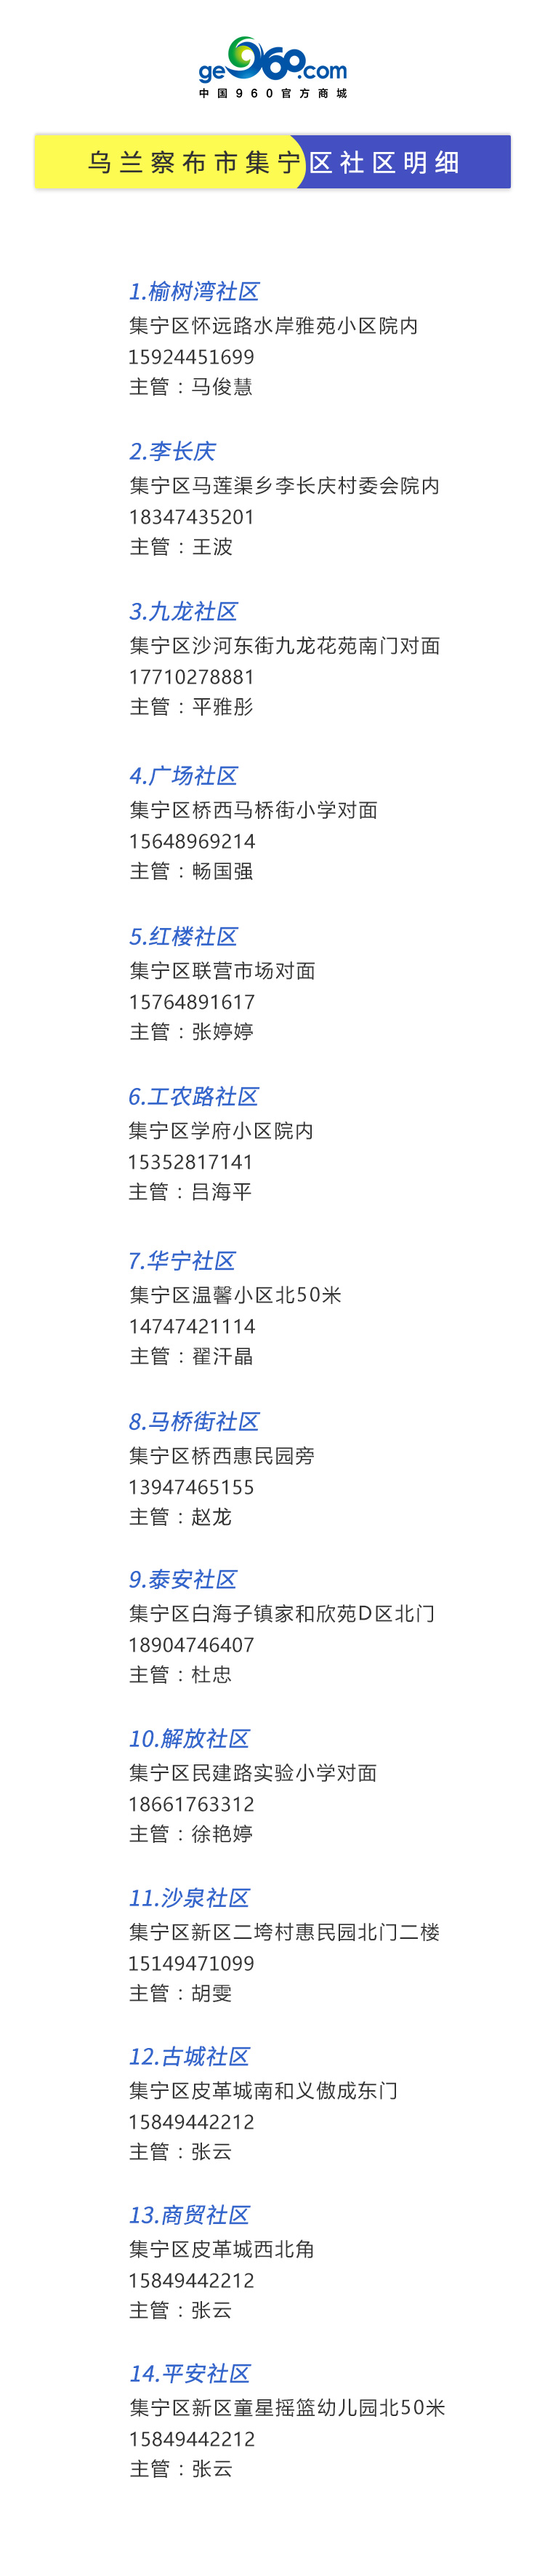 ge960.com
中国960官方商城
乌兰察布市集宁区社区明细
1.榆树湾社区
集宁区怀远路水岸雅苑小区院内
15924451699
主管：马俊慧
2.李长庆
集宁区马莲渠乡李长庆村委会院内
18347435201
主管：王波
3.九龙社区
集宁区沙河东街九龙花苑南门对面
17710278881
主管：平雅彤
4.广场社区
集宁区桥西马桥街小学对面
15648969214
主管：畅国强
5.红楼社区
集宁区联营市场对面
15764891617
主管：张婷婷
6.工农路社区
集宁区学府小区院内
15352817141
主管：吕海平
7.华宁社区
集宁区温馨小区北50米
14747421114
主管：翟汗晶
8.马桥街社区
集宁区桥西惠民园旁
13947465155
主管：赵龙
9.泰安社区
集宁区白海子镇家和欣苑D区北门
18904746407
主管：杜忠
10.解放社区
集宁区民建路实验小学对面
18661763312
主管：徐艳婷
11.沙泉社区
集宁区新区二垮村惠民园北门二楼
15149471099
主管：胡雯
12.古城社区
集宁区皮革城南和义傲成东门
15849442212
主管：张云
13.商贸社区
集宁区皮革城西北角
15849442212
主管：张云
14.平安社区
集宁区新区童星摇篮幼儿园北50米
15849442212
主管：张云